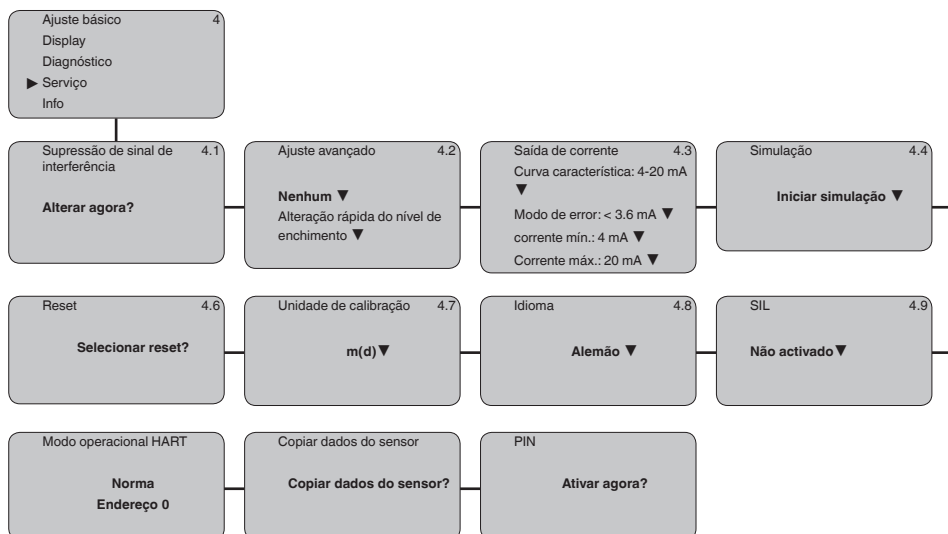 Ajuste básico 4
Display
Diagnóstico
▶ Serviço
Info
Supressão de sinal de 4.1
interferência
Alterar agora?
Ajuste avançado 4.2
Nenhum ▼
Alteração rápida do nível de
enchimento ▼
Saída de corrente 4.3
Curva característica: 4-20 mA
▼
Modo de error: < 3.6 mA ▼
corrente mín.: 4 mA ▼
Corrente máx.: 20 mA ▼
Simulação 4.4
Iniciar simulação ▼
Reset 4.6
Selecionar reset?
Unidade de calibração 4.7
m(d) ▼
Idioma 4.8
Alemão ▼
SIL 4.9
Não activado ▼
Modo operacional HART
Norma
Endereço 0
Copiar dados do sensor
Copiar dados do sensor?
PIN
Ativar agora?